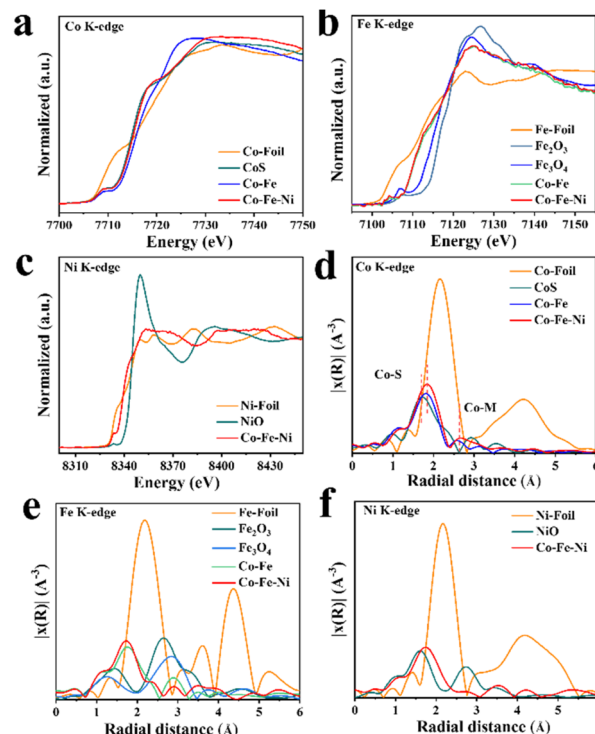 a
Co K-edge
Normalized (a.u.)
Co-Foil
CoS
Co-Fe
Co-Fe-Ni
7700 7710 7720 7730 7740 7750
Energy (eV)
b
Fe K-edge
Normalized (a.u.)
Fe-Foil
Fe₂O₃
Fe₃O₄
Co-Fe
Co-Fe-Ni
7100 7110 7120 7130 7140 7150
Energy (eV)
c
Ni K-edge
Normalized (a.u.)
Ni-Foil
NiO
Co-Fe-Ni
8310 8340 8370 8400 8430
Energy (eV)
d
Co K-edge
|x(R)| (A⁻³)
Co-Foil
CoS
Co-Fe
Co-Fe-Ni
Co-S
Co-M
0 1 2 3 4 5 6
Radial distance (Å)
e
Fe K-edge
|x(R)| (A⁻³)
Fe-Foil
Fe₂O₃
Fe₃O₄
Co-Fe
Co-Fe-Ni
0 1 2 3 4 5 6
Radial distance (Å)
f
Ni K-edge
|x(R)| (A⁻³)
Ni-Foil
NiO
Co-Fe-Ni
0 1 2 3 4 5 6
Radial distance (Å)